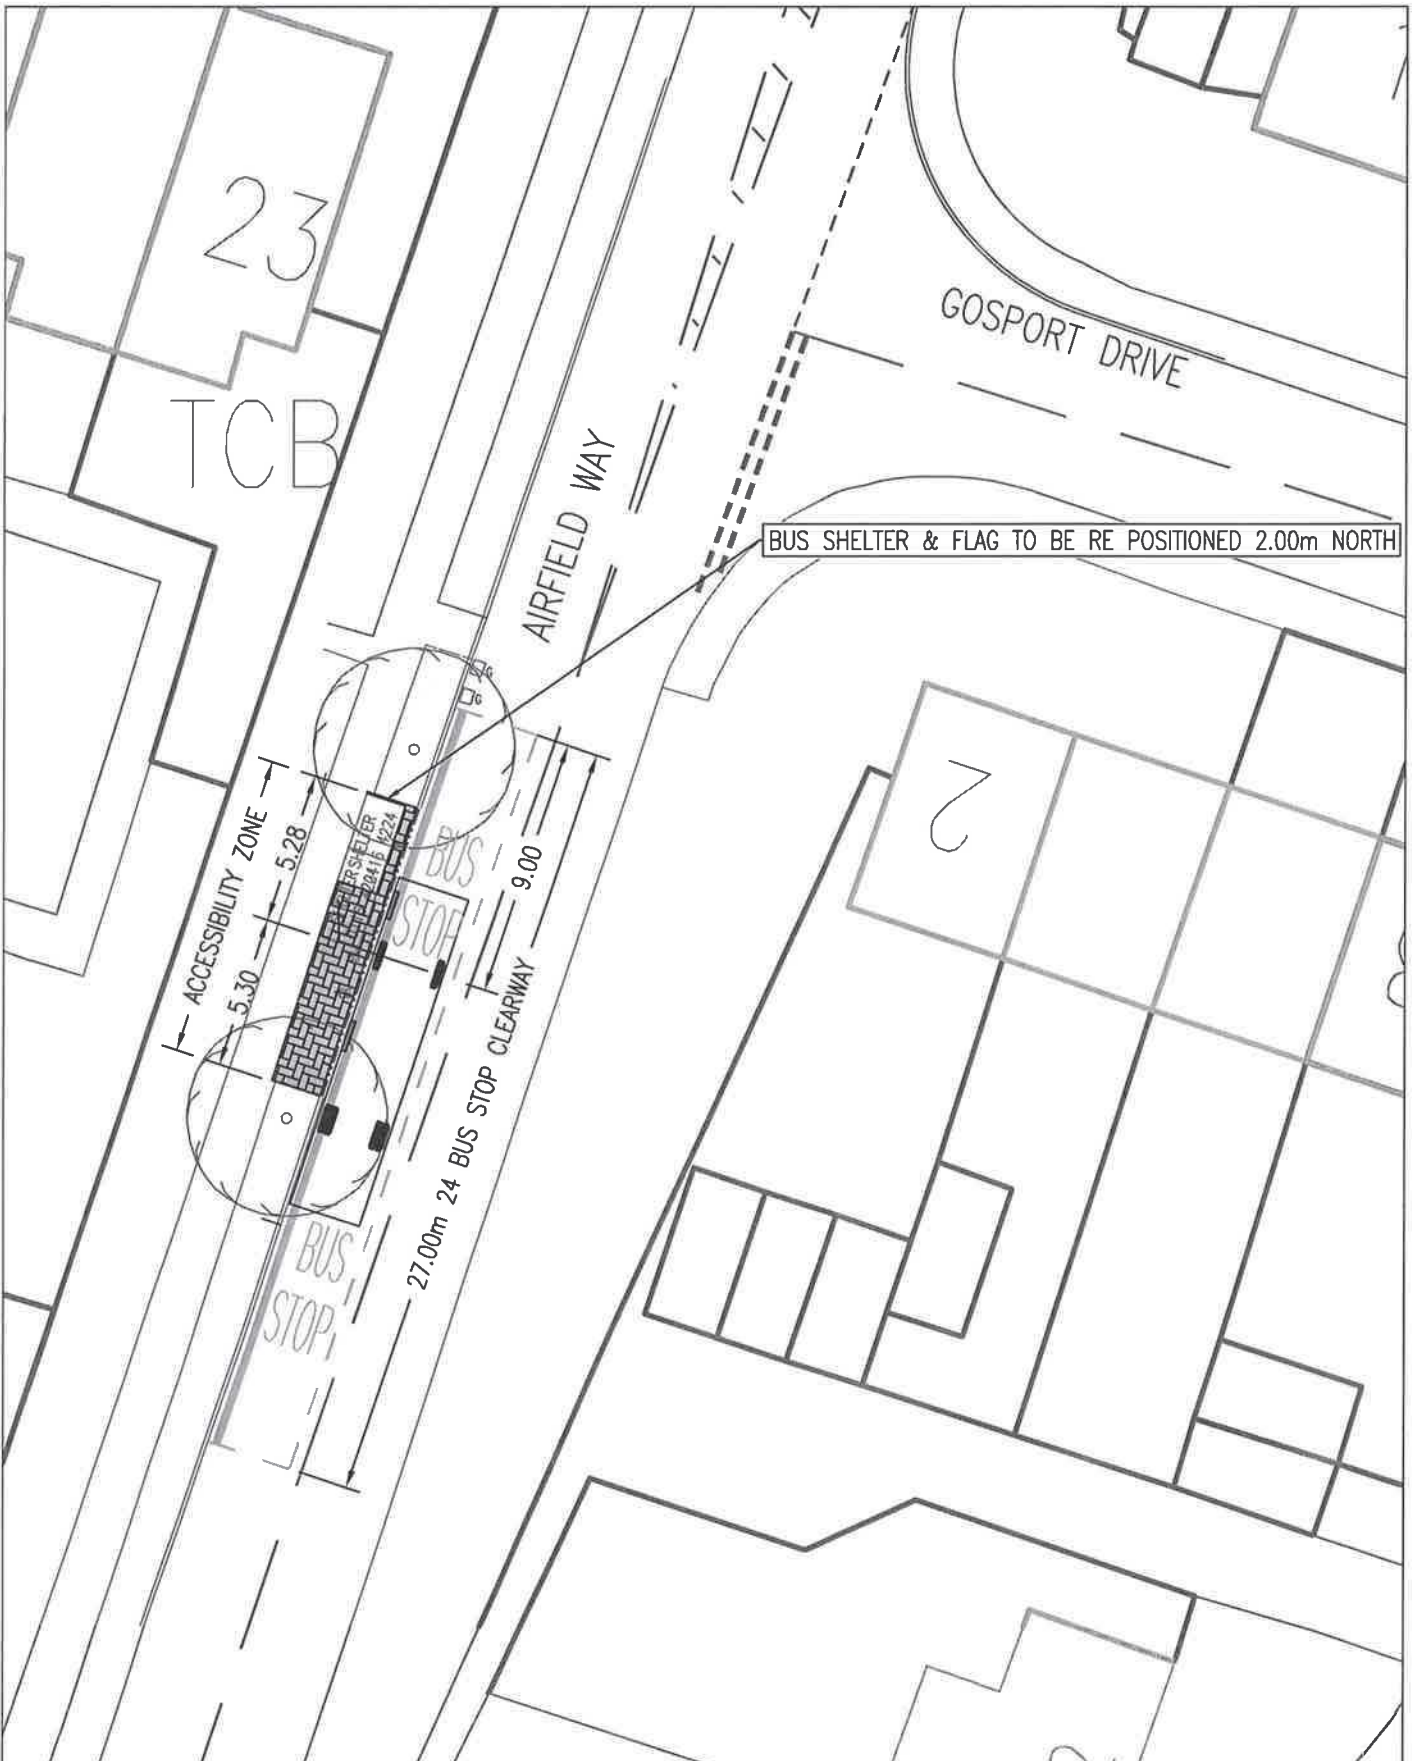 23
TCB
GOSPORT DRIVE
AIRFIELD WAY
BUS SHELTER & FLAG TO BE RE POSITIONED 2.00m NORTH
G
G
ACCESSIBILITY ZONE
5.28
5.30
SHELTER
BUS
STOP
9.00
27.00m 24 BUS STOP CLEARWAY
BUS
STOP
2